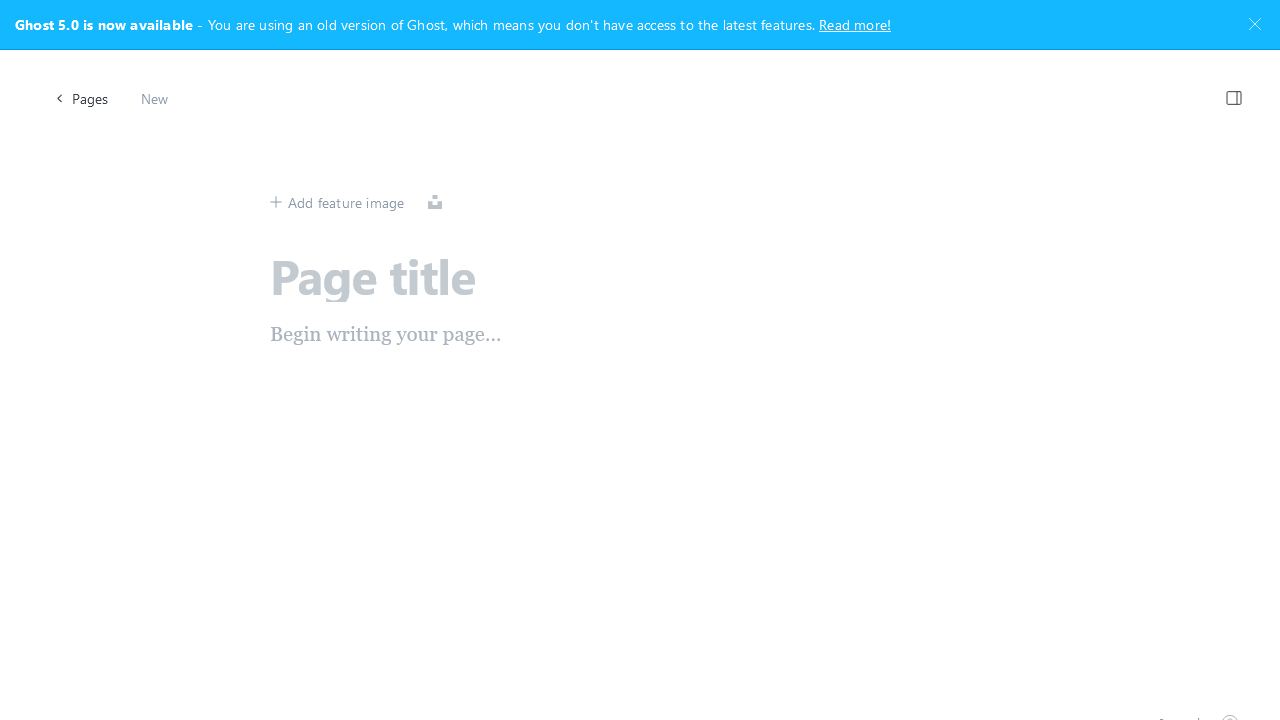 Ghost 5.0 is now available - You are using an old version of Ghost, which means you don't have access to the latest features. Read more!
Pages
New
Add feature image
Page title
Begin writing your page...